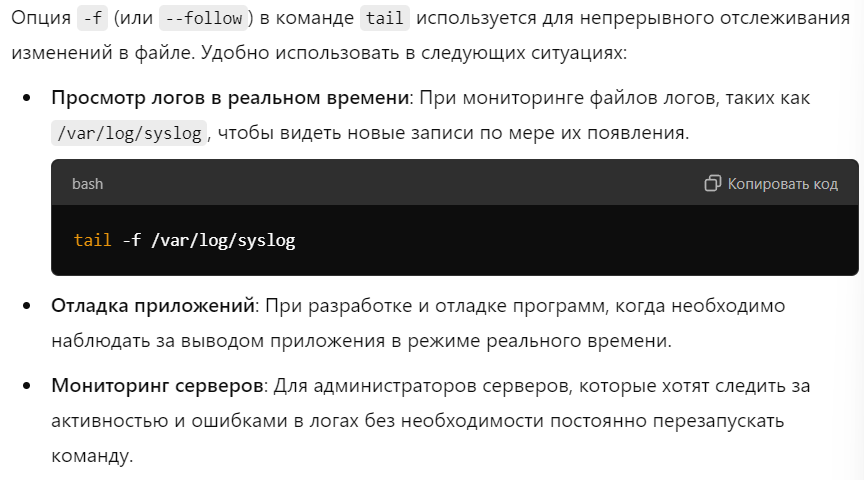 Опция -f (или --follow) в команде tail используется для непрерывного отслеживания
изменений в файле. Удобно использовать в следующих ситуациях:
• Просмотр логов в реальном времени: При мониторинге файлов логов, таких как
/var/log/syslog, чтобы видеть новые записи по мере их появления.
bash Копировать код
tail -f /var/log/syslog
• Отладка приложений: При разработке и отладке программ, когда необходимо
наблюдать за выводом приложения в режиме реального времени.
• Мониторинг серверов: Для администраторов серверов, которые хотят следить за
активностью и ошибками в логах без необходимости постоянно перезапускать
команду.